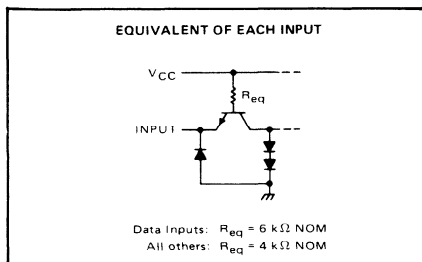 EQUIVALENT OF EACH INPUT
VCC
Req
INPUT
Data Inputs: Req = 6 kΩ NOM
All others: Req = 4 kΩ NOM